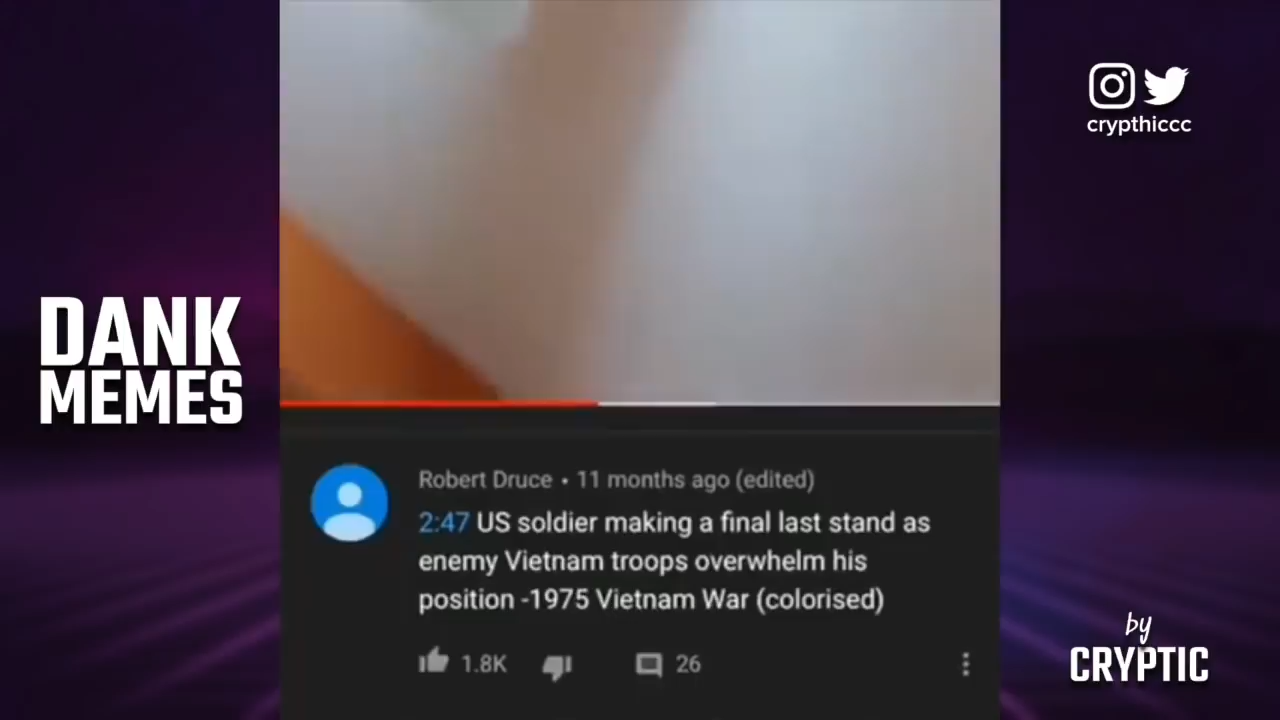 crypthiccc
DANK
MEMES
Robert Druce • 11 months ago (edited)
2:47 US soldier making a final last stand as
enemy Vietnam troops overwhelm his
position -1975 Vietnam War (colorised)
1.8K 26
by
CRYPTIC